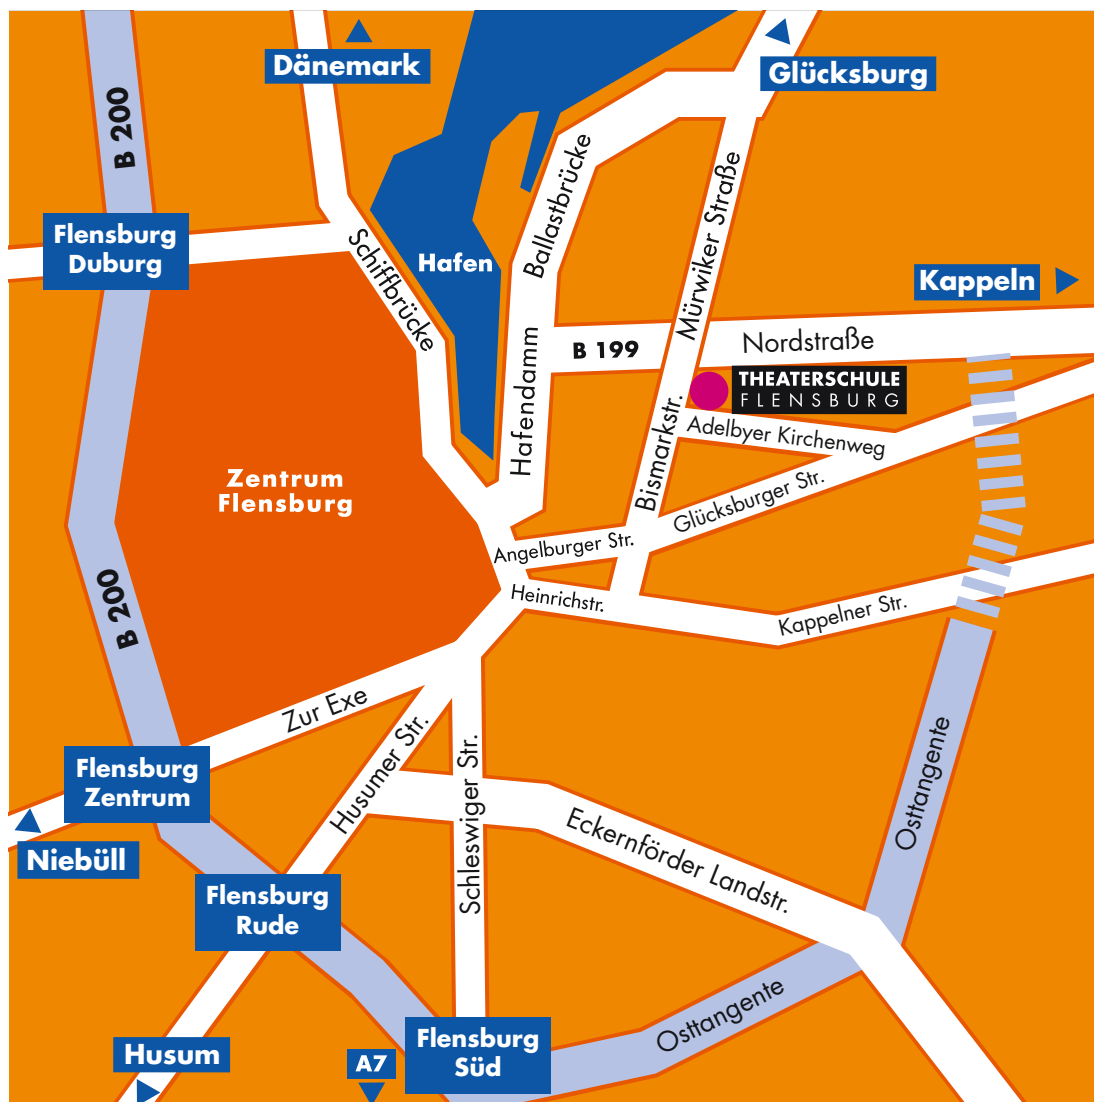 Dänemark
Glücksburg
B 200
Flensburg
Duburg
Schiffbrücke
Hafen
Ballastbrücke
Mürwiker Straße
Kappeln
Hafendamm
B 199
Nordstraße
THEATERSCHULE
FLENSBURG
Bismarkstr.
Adelbyer Kirchenweg
Zentrum
Flensburg
Glücksburger Str.
Angelburger Str.
Heinrichstr.
Kappelner Str.
B 200
Zur Exe
Husumer Str.
Schleswiger Str.
Osttangente
Flensburg
Zentrum
Eckernförder Landstr.
Niebüll
Flensburg
Rude
Osttangente
Husum
A7
Flensburg
Süd